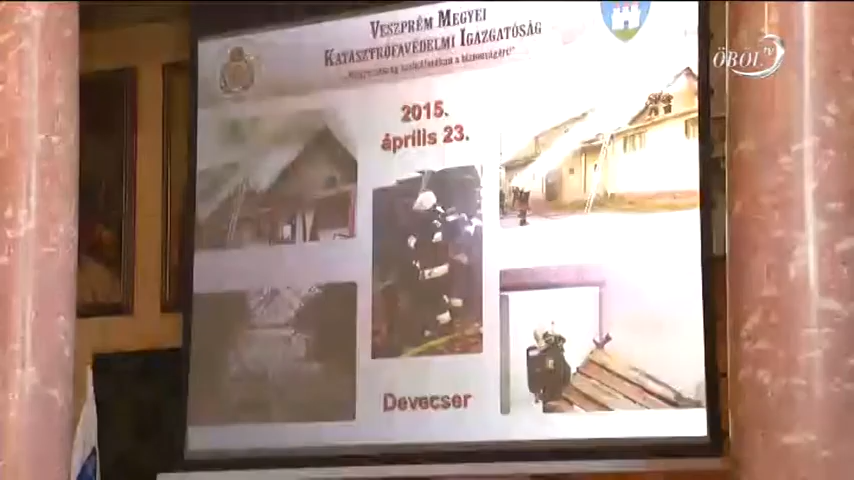 VESZPRÉM MEGYEI
KATASZTRÓFAVÉDELMI IGAZGATÓSÁG
ÖBÖL TV
2015.
április 23.
Devecser